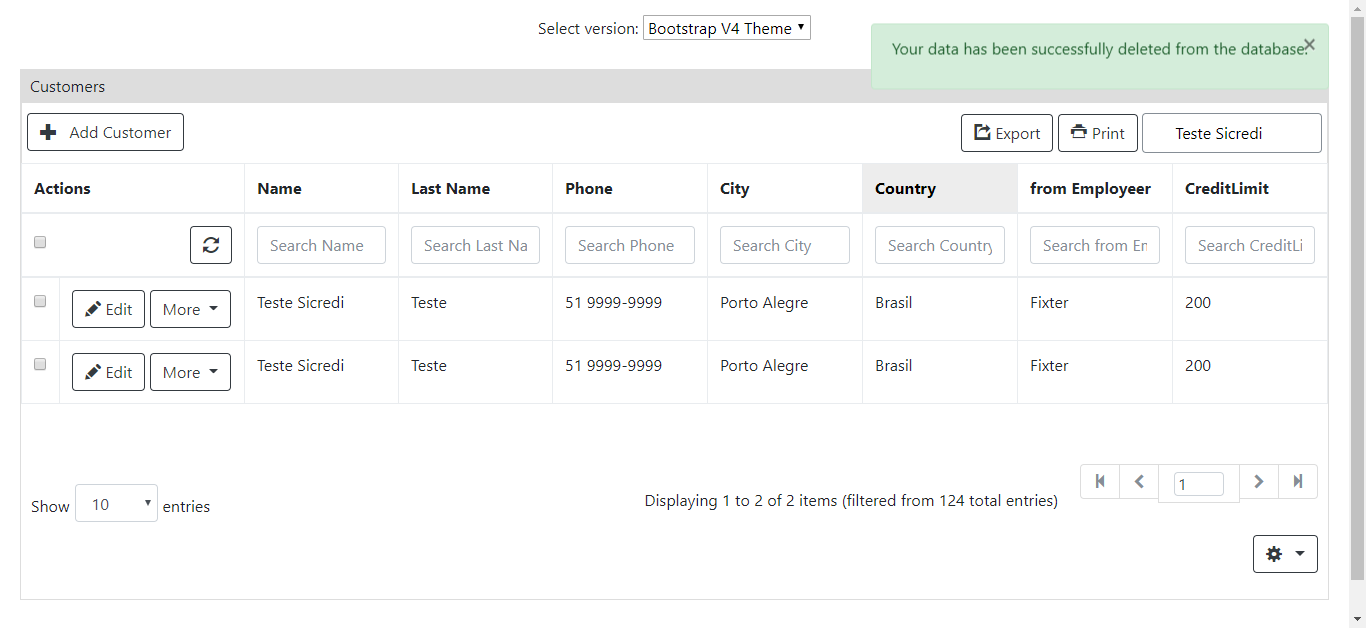 Select version: Bootstrap V4 Theme
Your data has been successfully deleted from the database.
×
Customers
Add Customer
Export Print Teste Sicredi
Actions Name Last Name Phone City Country from Employeer CreditLimit
Search Name Search Last Na Search Phone Search City Search Country Search from Er Search CreditLi
Edit More Teste Sicredi Teste 51 9999-9999 Porto Alegre Brasil Fixter 200
Edit More Teste Sicredi Teste 51 9999-9999 Porto Alegre Brasil Fixter 200
Show 10 entries
Displaying 1 to 2 of 2 items (filtered from 124 total entries)
1